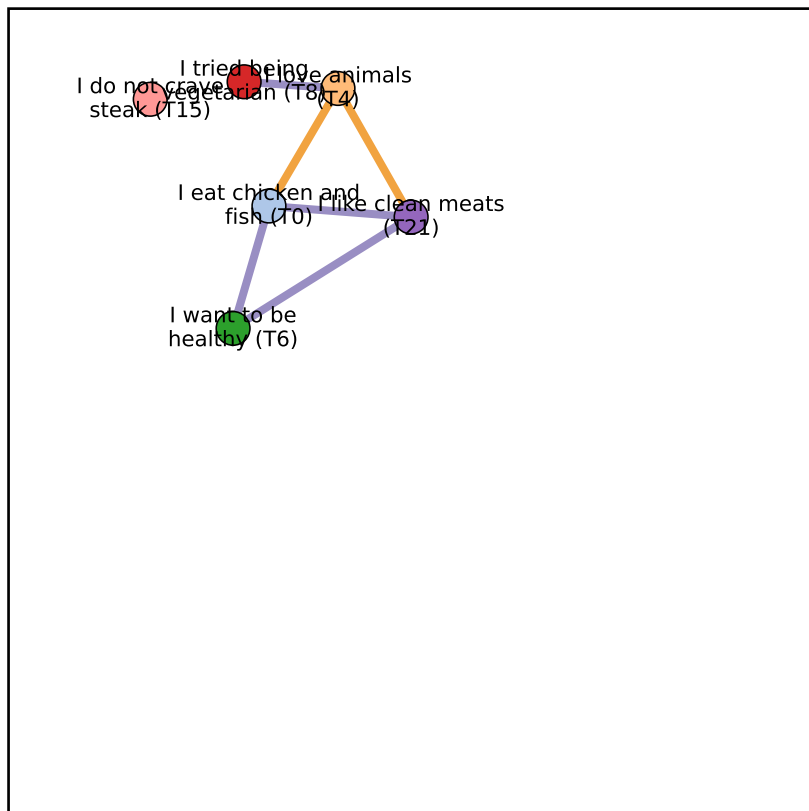 I tried being
vegetarian (T8)
I love animals
(T4)
I do not crave
steak (T15)
I eat chicken and
fish (T0)
I like clean meats
(T21)
I want to be
healthy (T6)